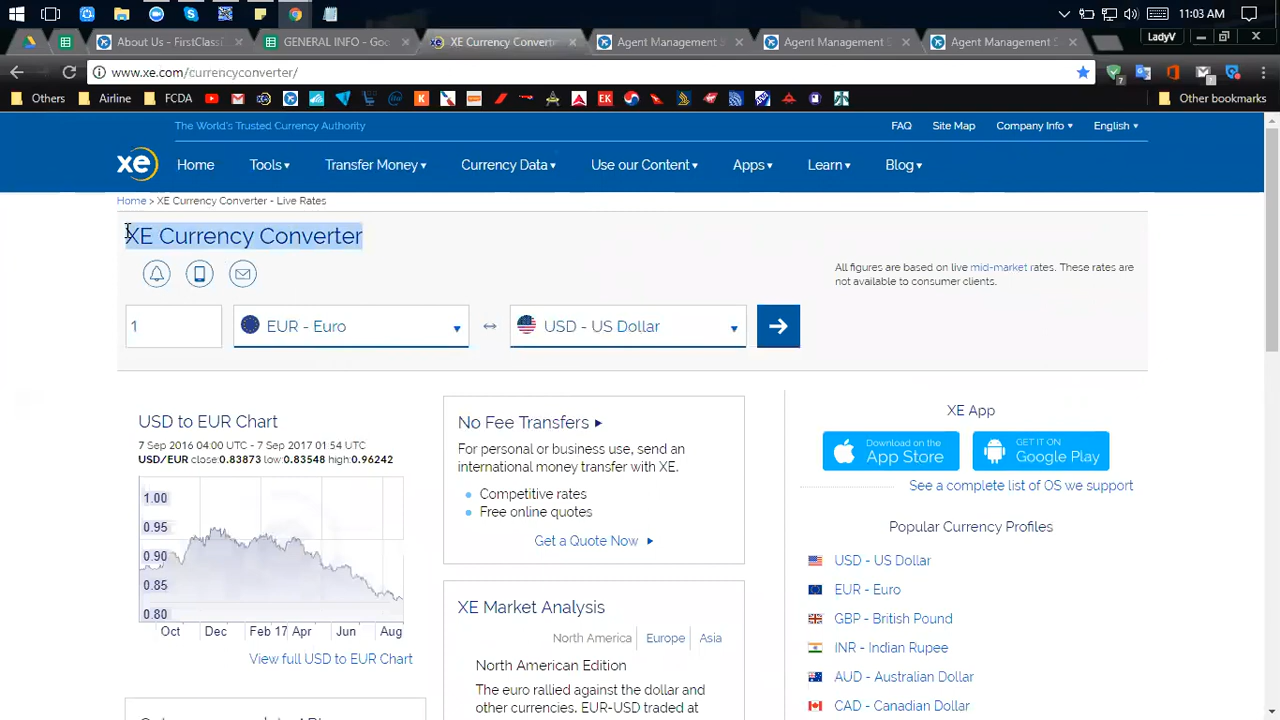 11:03 AM
About Us - FirstClass
GENERAL INFO - Goo
XE Currency Converte
Agent Management S
Agent Management S
Agent Management S
LadyV
www.xe.com/currencyconverter/
Others
Airline
FCDA
Other bookmarks
The World's Trusted Currency Authority
FAQ
Site Map
Company Info
English
xe
Home
Tools
Transfer Money
Currency Data
Use our Content
Apps
Learn
Blog
Home > XE Currency Converter - Live Rates
XE Currency Converter
All figures are based on live mid-market rates. These rates are
not available to consumer clients.
1
EUR - Euro
USD - US Dollar
USD to EUR Chart
7 Sep 2016 04:00 UTC - 7 Sep 2017 01:54 UTC
USD/EUR close:0.83873 low:0.83548 high:0.96242
1.00
0.95
0.90
0.85
0.80
Oct Dec Feb 17 Apr Jun Aug
View full USD to EUR Chart
No Fee Transfers
For personal or business use, send an
international money transfer with XE.
Competitive rates
Free online quotes
Get a Quote Now
XE Market Analysis
North America
Europe
Asia
North American Edition
The euro rallied against the dollar and
other currencies. EUR-USD traded at
XE App
Download on the
App Store
GET IT ON
Google Play
See a complete list of OS we support
Popular Currency Profiles
USD - US Dollar
EUR - Euro
GBP - British Pound
INR - Indian Rupee
AUD - Australian Dollar
CAD - Canadian Dollar